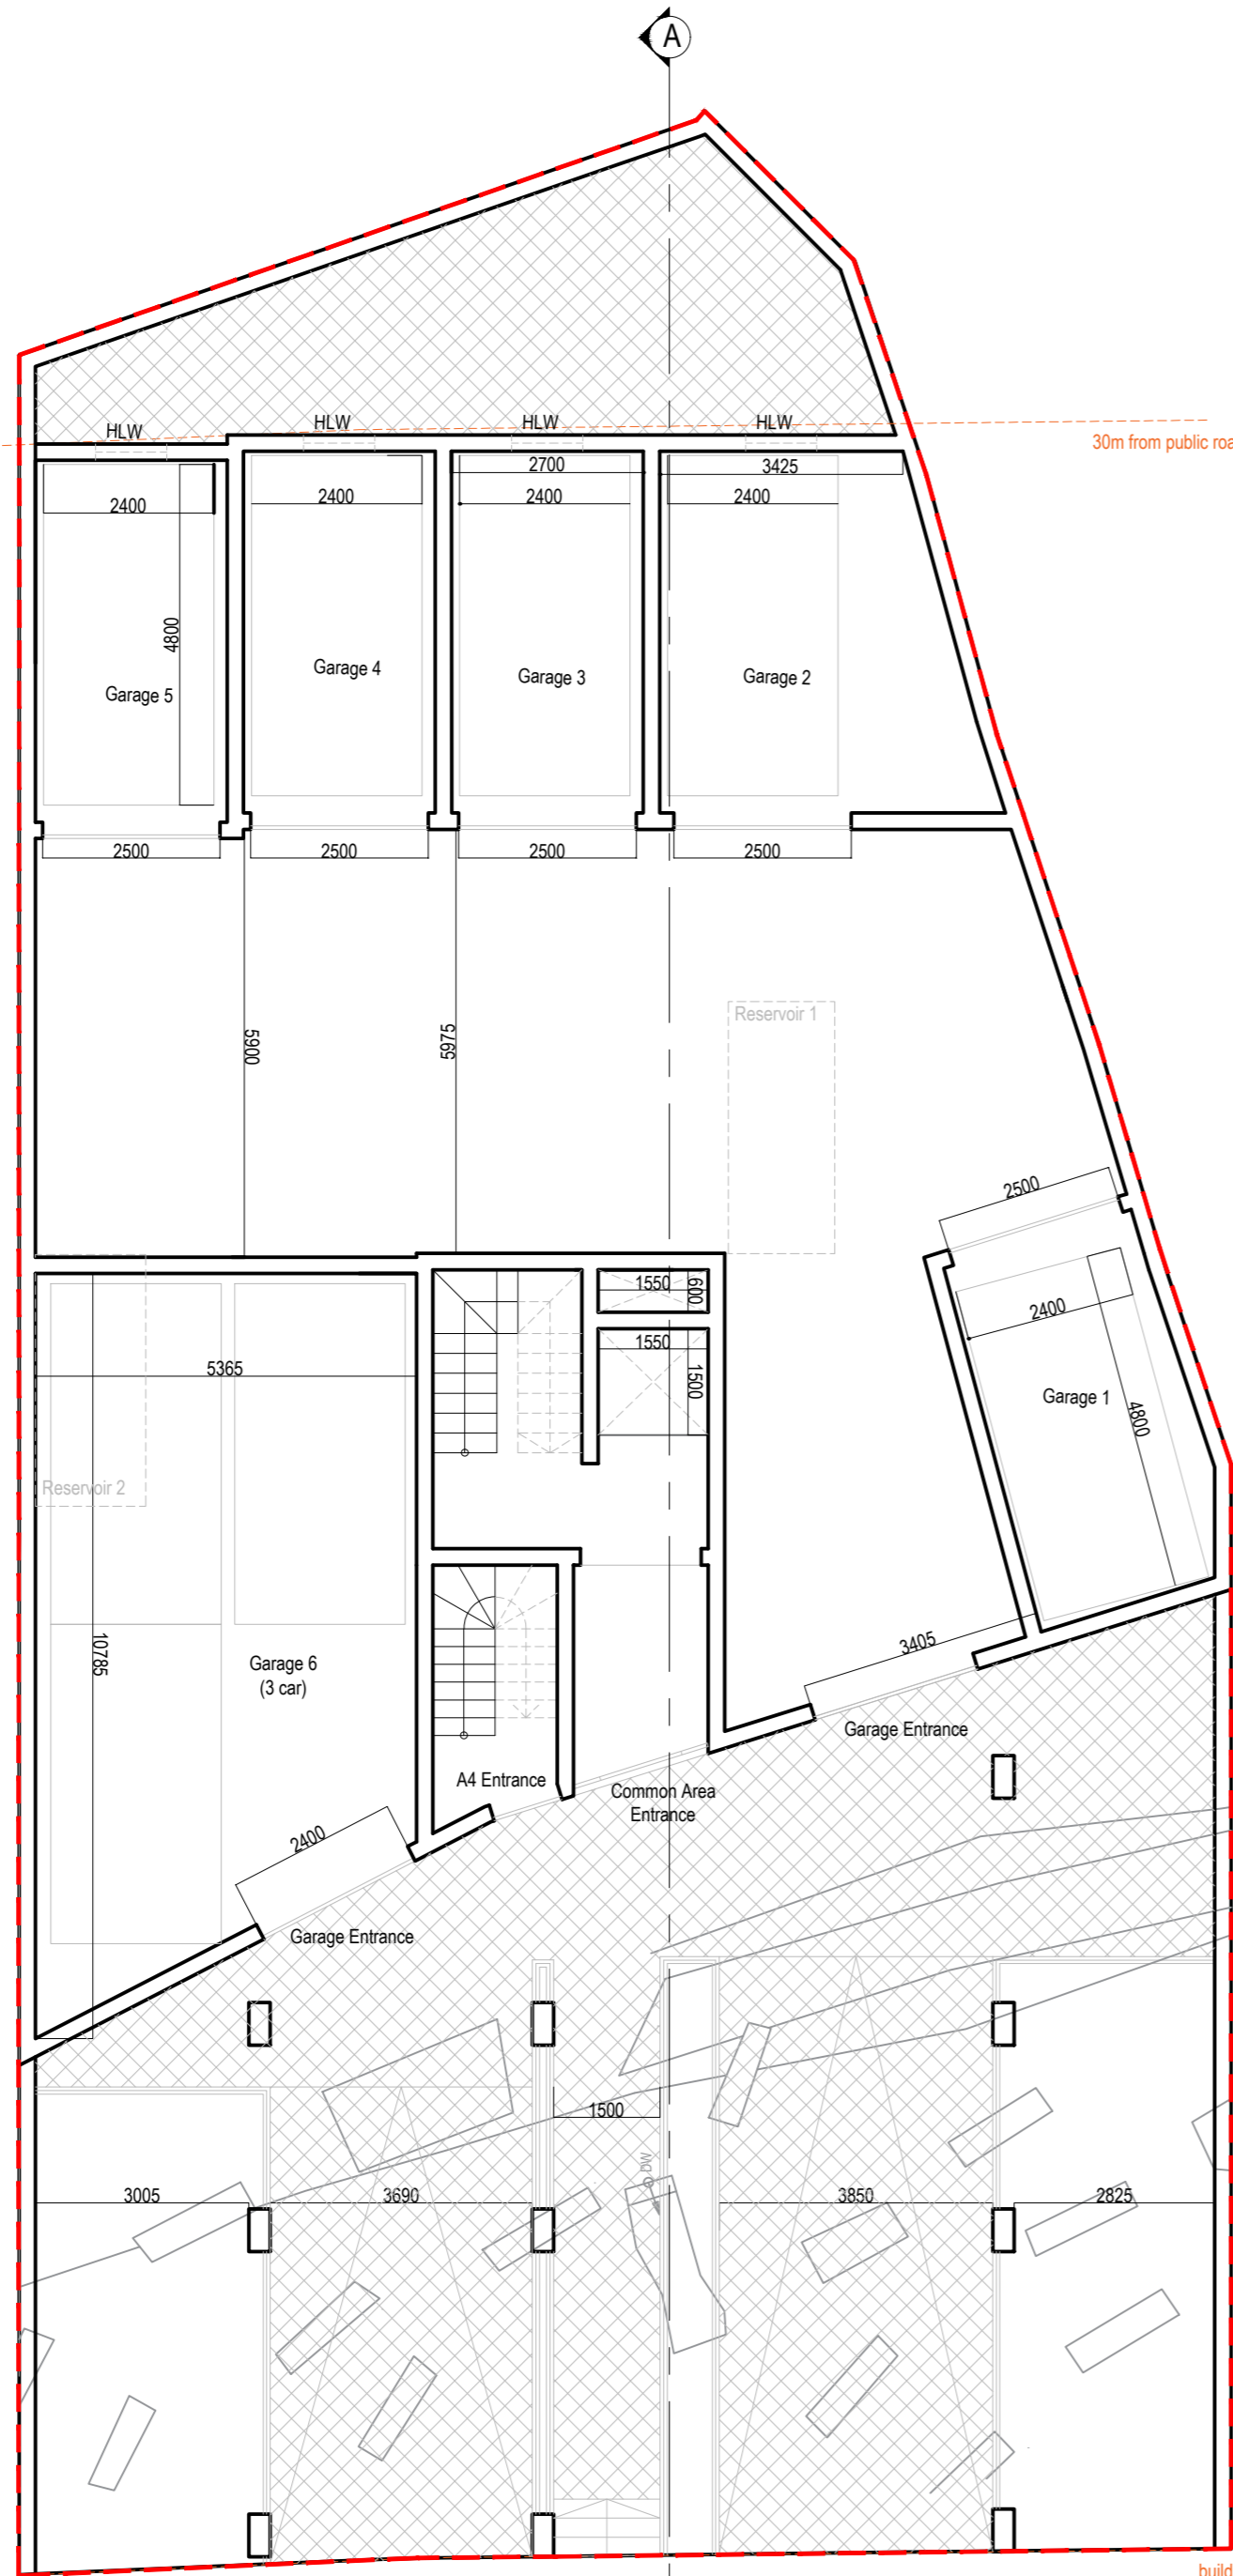 A
HLW
HLW
HLW
HLW
30m from public roa
2700
3425
2400
2400
2400
2400
4800
Garage 5
Garage 4
Garage 3
Garage 2
2500
2500
2500
2500
5900
5975
Reservoir 1
2500
1550
600
2400
1550
1500
5365
Garage 1
4800
Reservoir 2
10785
Garage 6
(3 car)
3405
Garage Entrance
A4 Entrance
Common Area
Entrance
2400
Garage Entrance
1500
DW
3005
3690
3850
2825
build